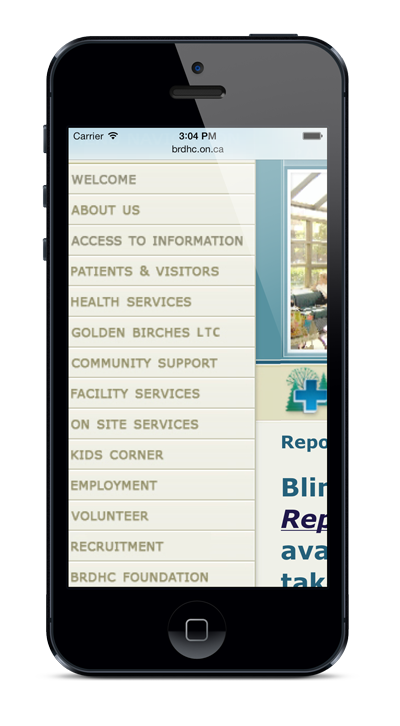 Carrier 3:04 PM
brdhc.on.ca
WELCOME
ABOUT US
ACCESS TO INFORMATION
PATIENTS & VISITORS
HEALTH SERVICES
GOLDEN BIRCHES LTC
COMMUNITY SUPPORT
FACILITY SERVICES
ON SITE SERVICES
KIDS CORNER
EMPLOYMENT
VOLUNTEER
RECRUITMENT
BRDHC FOUNDATION
Repo
Blin
Rep
ava
tak